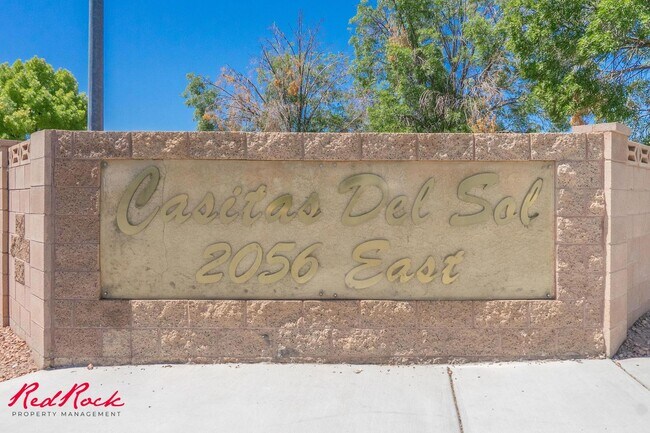 Casitas Del Sol
2056 East
RedRock
PROPERTY MANAGEMENT